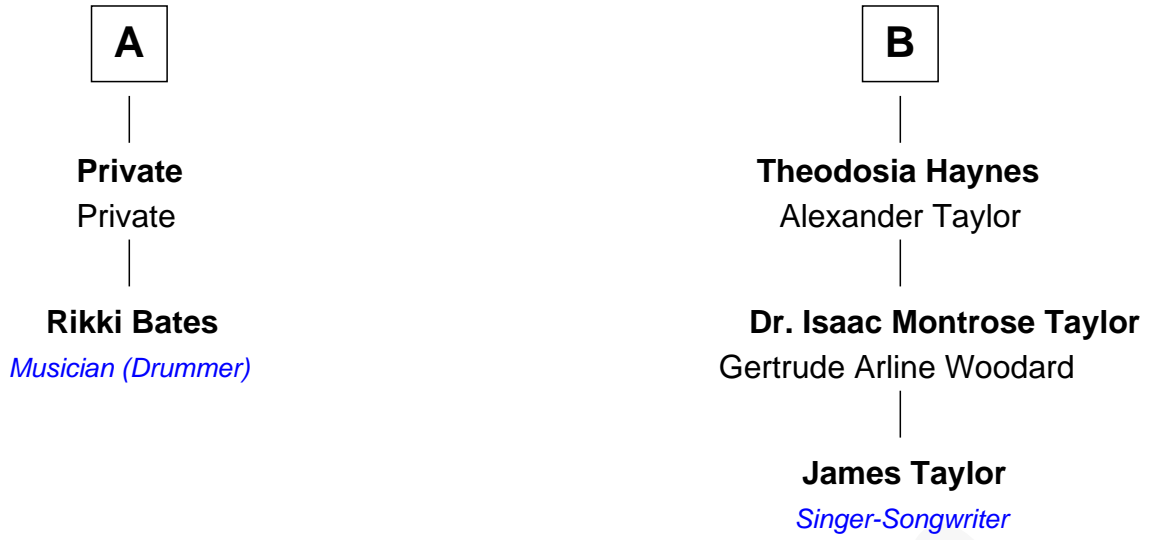 A
Private
Private
Rikki Bates
Musician (Drummer)
B
Theodosia Haynes
Alexander Taylor
Dr. Isaac Montrose Taylor
Gertrude Arline Woodard
James Taylor
Singer-Songwriter